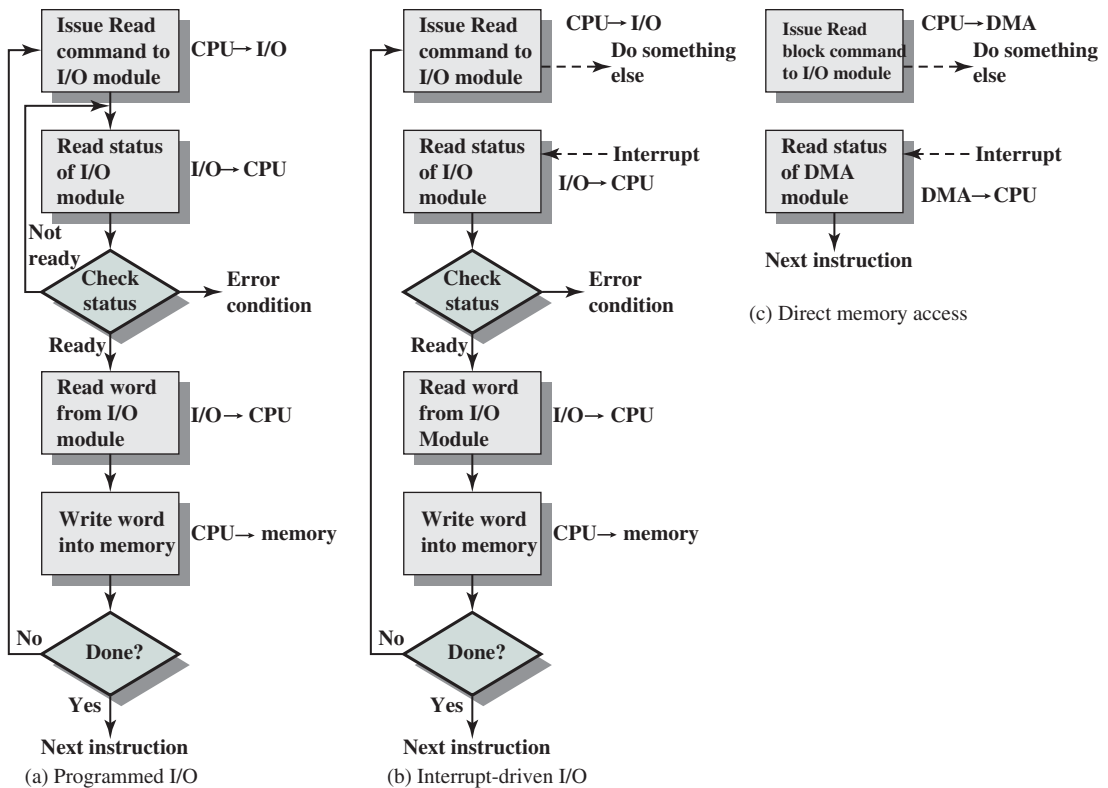 Issue Read
command to
I/O module
CPU → I/O
Read status
of I/O
module
I/O → CPU
Not
ready
Check
status
Error
condition
Ready
Read word
from I/O
module
I/O → CPU
Write word
into memory
CPU → memory
No
Done?
Yes
Next instruction
(a) Programmed I/O
Issue Read
command to
I/O module
CPU → I/O
Do something
else
Read status
of I/O
module
Interrupt
I/O → CPU
Check
status
Error
condition
Ready
Read word
from I/O
Module
I/O → CPU
Write word
into memory
CPU → memory
No
Done?
Yes
Next instruction
(b) Interrupt-driven I/O
Issue Read
block command
to I/O module
CPU → DMA
Do something
else
Read status
of DMA
module
Interrupt
DMA → CPU
Next instruction
(c) Direct memory access